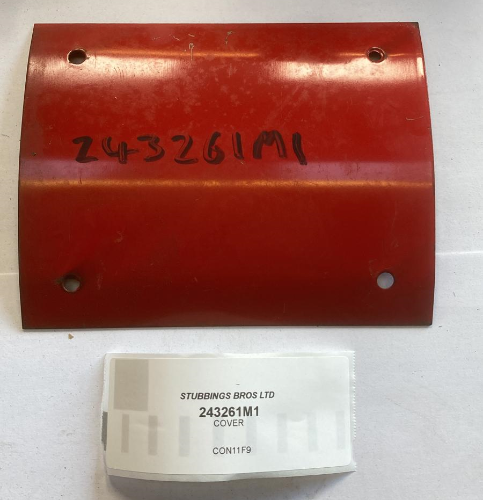 243261M1
STUBBINGS BROS LTD
243261M1
COVER
CON11F9